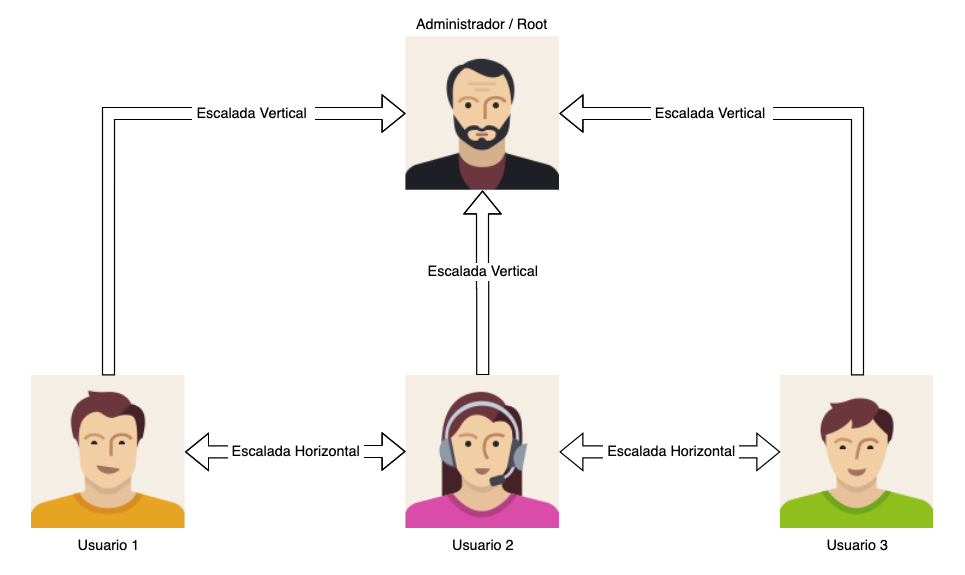 Administrador / Root
Escalada Vertical
Escalada Vertical
Escalada Vertical
Escalada Horizontal
Escalada Horizontal
Usuario 1
Usuario 2
Usuario 3